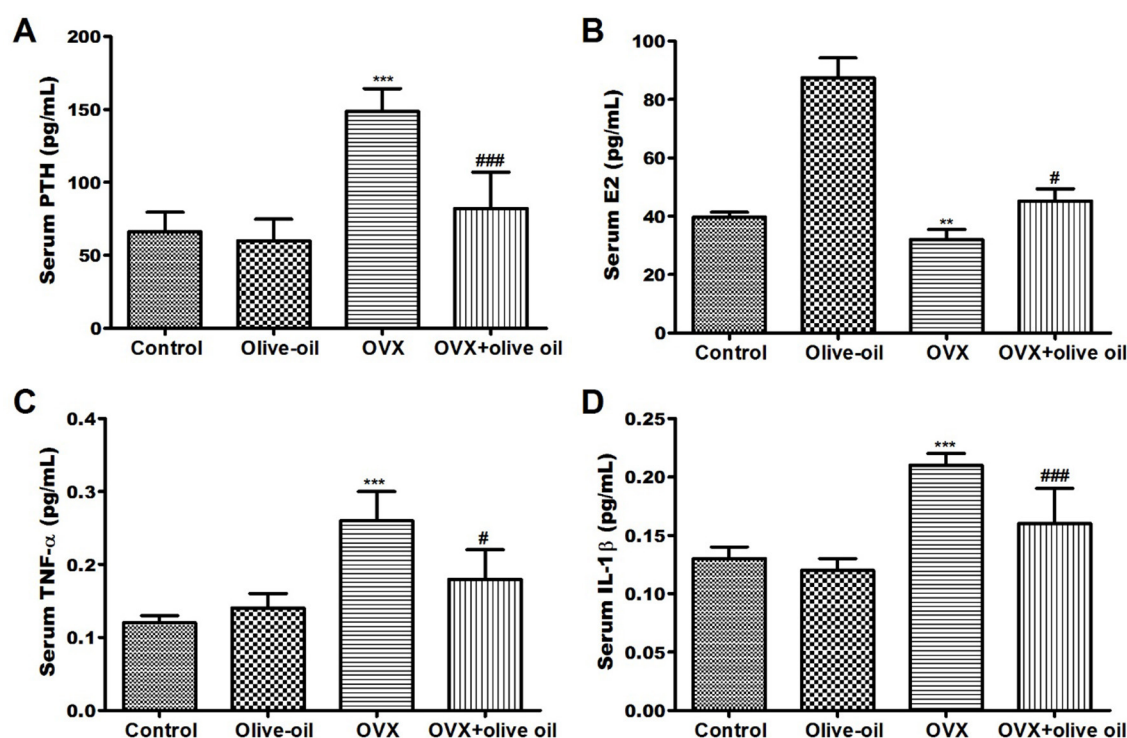 A
Serum PTH (pg/mL)
200
150
100
50
0
***
###
Control Olive-oil OVX OVX+olive oil
B
Serum E2 (pg/mL)
100
80
60
40
20
0
**
#
Control Olive-oil OVX OVX+olive oil
C
Serum TNF-α (pg/mL)
0.4
0.3
0.2
0.1
0.0
***
#
Control Olive-oil OVX OVX+olive oil
D
Serum IL-1β (pg/mL)
0.25
0.20
0.15
0.10
0.05
0.00
***
###
Control Olive-oil OVX OVX+olive oil